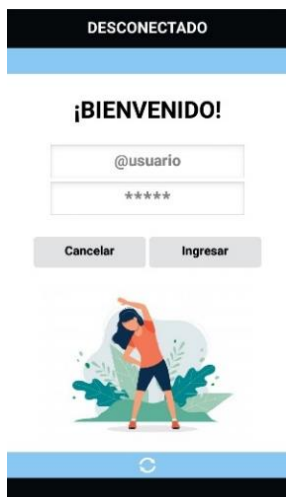 DESCONECTADO
¡BIENVENIDO!
@usuario
*****
Cancelar Ingresar